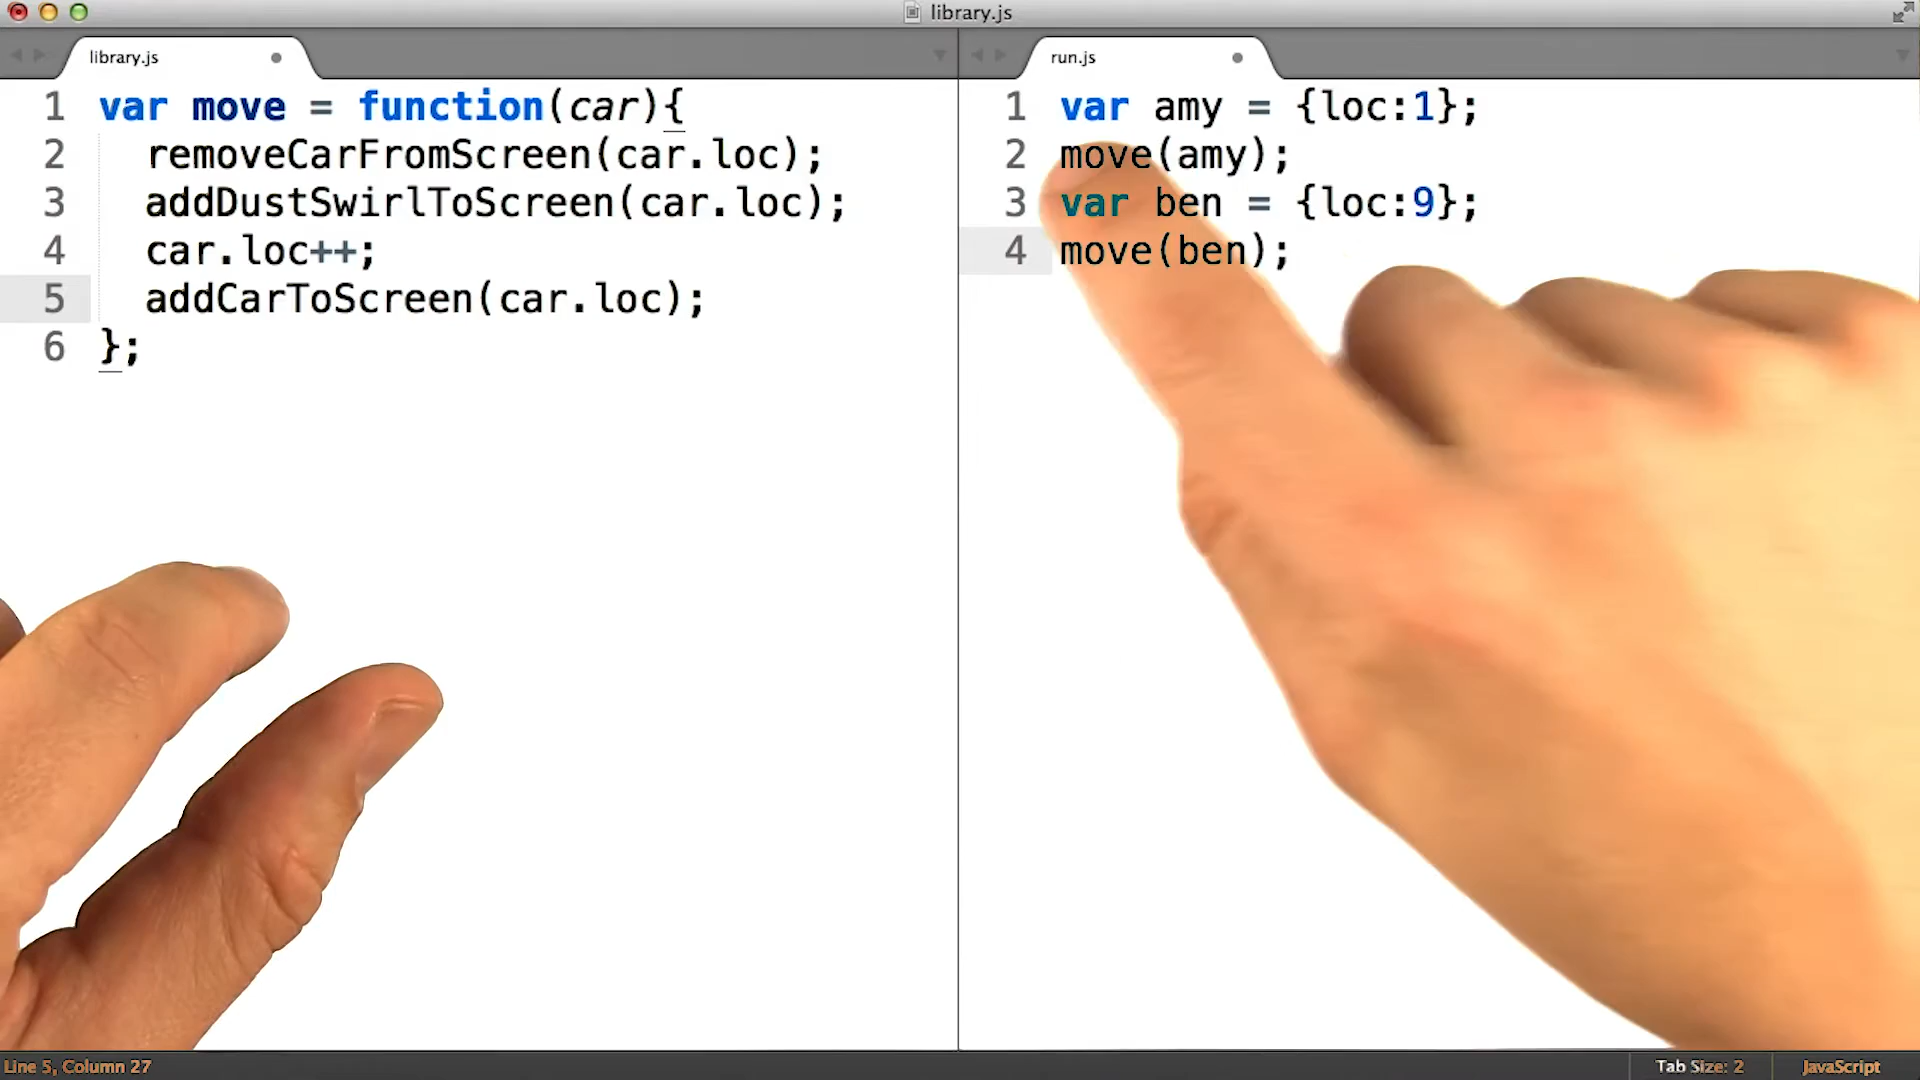 library.js
library.js
1 var move = function(car){
2 removeCarFromScreen(car.loc);
3 addDustSwirlToScreen(car.loc);
4 car.loc++;
5 addCarToScreen(car.loc);
6 };
run.js
1 var amy = {loc:1};
2 move(amy);
3 var ben = {loc:9};
4 move(ben);
Line 5, Column 27
Tab Size: 2
JavaScript